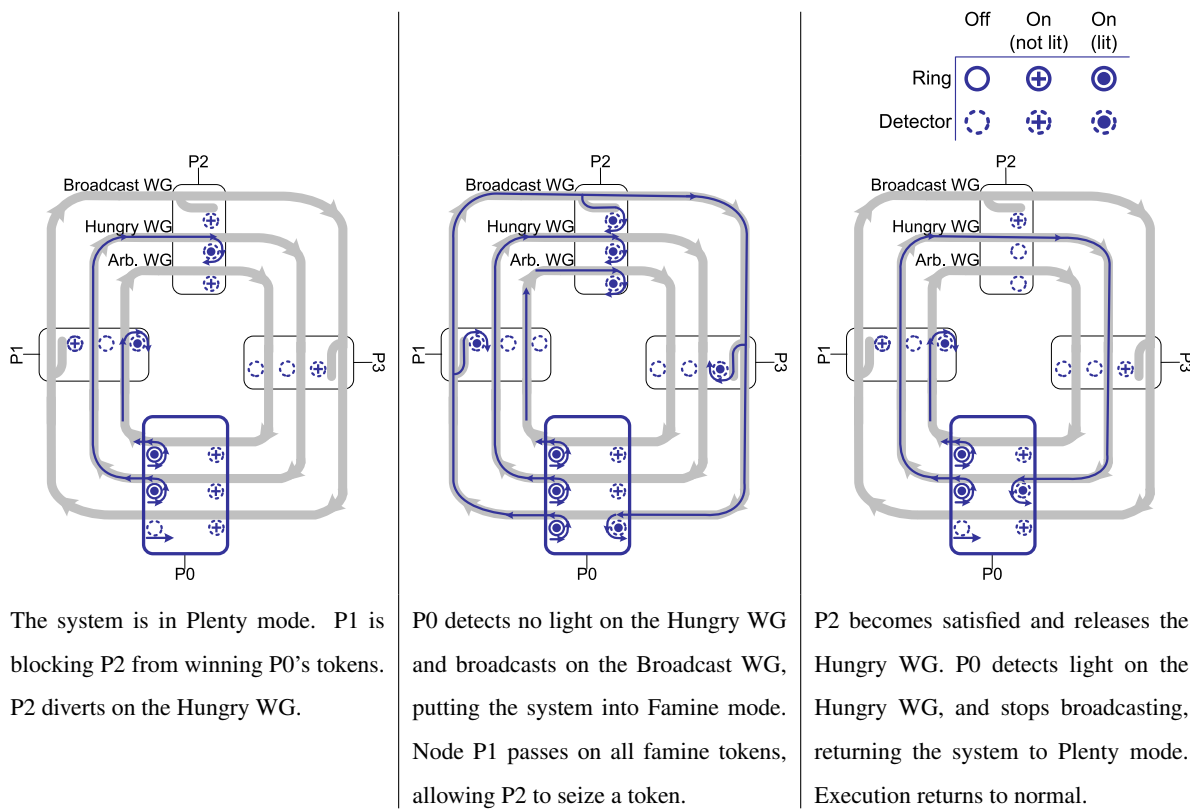 Off On On
(not lit) (lit)
Ring
Detector
P2
Broadcast WG
Hungry WG
Arb. WG
P1
P3
P0
P2
Broadcast WG
Hungry WG
Arb. WG
P1
P3
P0
P2
Broadcast WG
Hungry WG
Arb. WG
P1
P3
P0
The system is in Plenty mode. P1 is
blocking P2 from winning P0's tokens.
P2 diverts on the Hungry WG.
P0 detects no light on the Hungry WG
and broadcasts on the Broadcast WG,
putting the system into Famine mode.
Node P1 passes on all famine tokens,
allowing P2 to seize a token.
P2 becomes satisfied and releases the
Hungry WG. P0 detects light on the
Hungry WG, and stops broadcasting,
returning the system to Plenty mode.
Execution returns to normal.